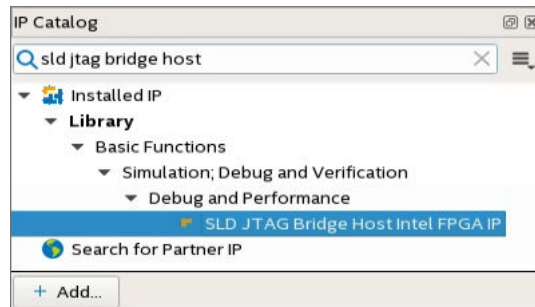 IP Catalog
sld jtag bridge host
Installed IP
Library
Basic Functions
Simulation; Debug and Verification
Debug and Performance
SLD JTAG Bridge Host Intel FPGA IP
Search for Partner IP
+ Add...